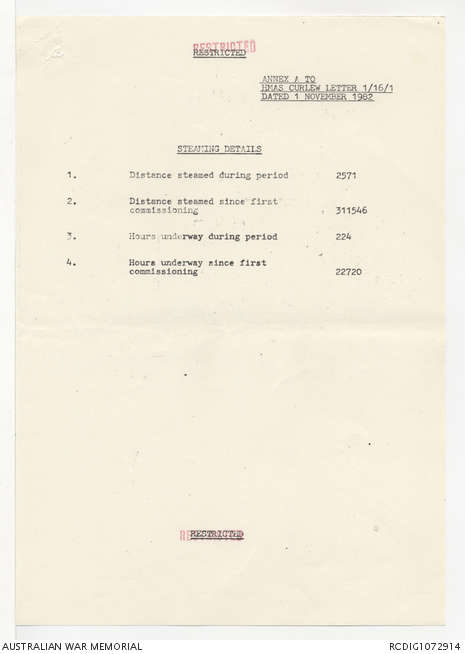 RESTRICTED
RESTRICTED
ANNEX A TO
HMAS CURLEW LETTER 1/16/1
DATED 1 NOVEMBER 1982
STEAMING DETAILS
1. Distance steamed during period 2571
2. Distance steamed since first
commissioning 311546
3. Hours underway during period 224
4. Hours underway since first
commissioning 22720
RESTRICTED
RESTRICTED
AUSTRALIAN WAR MEMORIAL RCDIG1072914